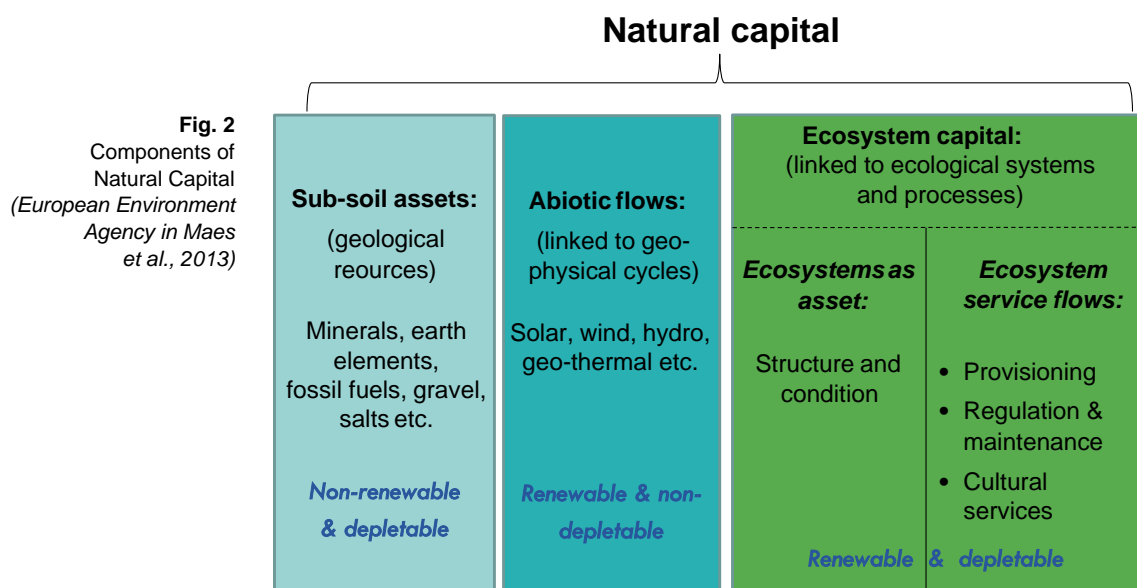 Natural capital
Fig. 2
Components of
Natural Capital
(European Environment
Agency in Maes
et al., 2013)
Sub-soil assets:
(geological
reources)
Minerals, earth
elements,
fossil fuels, gravel,
salts etc.
Non-renewable
& depletable
Abiotic flows:
(linked to geo-
physical cycles)
Solar, wind, hydro,
geo-thermal etc.
Renewable & non-
depletable
Ecosystem capital:
(linked to ecological systems
and processes)
Ecosystems as
asset:
Structure and
condition
Ecosystem
service flows:
• Provisioning
• Regulation &
maintenance
• Cultural
services
Renewable & depletable